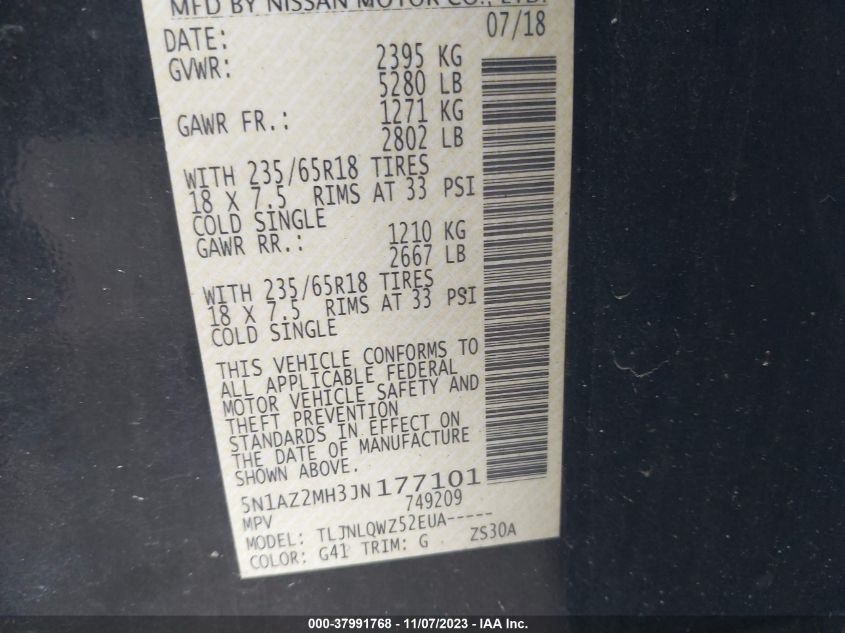 MFD BY NISSAN MOTOR CO., LTD.
DATE: 07/18
GVWR: 2395 KG
5280 LB
GAWR FR.: 1271 KG
2802 LB
WITH 235/65R18 TIRES
18 X 7.5 RIMS AT 33 PSI
COLD SINGLE
GAWR RR.: 1210 KG
2667 LB
WITH 235/65R18 TIRES
18 X 7.5 RIMS AT 33 PSI
COLD SINGLE
THIS VEHICLE CONFORMS TO
ALL APPLICABLE FEDERAL
MOTOR VEHICLE SAFETY AND
THEFT PREVENTION
STANDARDS IN EFFECT ON
THE DATE OF MANUFACTURE
SHOWN ABOVE.
5N1AZ2MH3JN177101
MPV 749209
MODEL: TLJNLQWZ52EUA-----
COLOR: G41 TRIM: G ZS30A
000-37991768 - 11/07/2023 - IAA Inc.